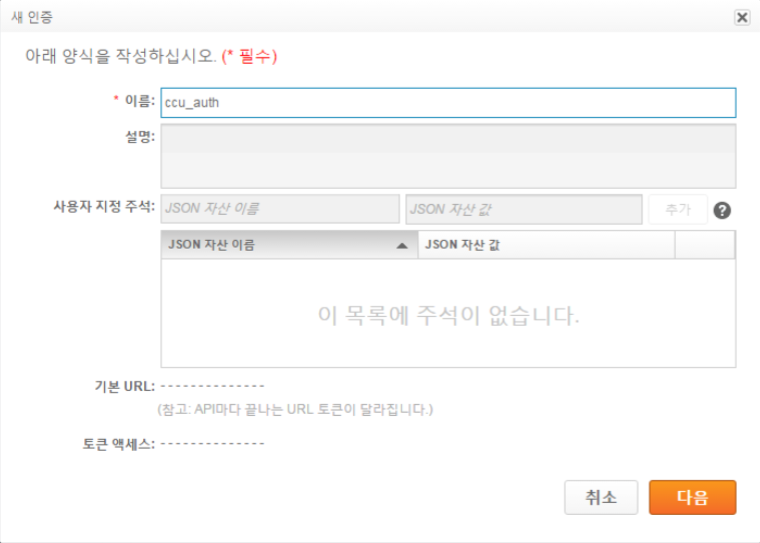 새 인증
아래 양식을 작성하십시오. (* 필수)
* 이름: ccu_auth
설명:
사용자 지정 주석: JSON 자산 이름 JSON 자산 값 추가 ?
JSON 자산 이름 JSON 자산 값
이 목록에 주석이 없습니다.
기본 URL: --------------
(참고: API마다 끝나는 URL 토큰이 달라집니다.)
토큰 액세스: --------------
취소 다음